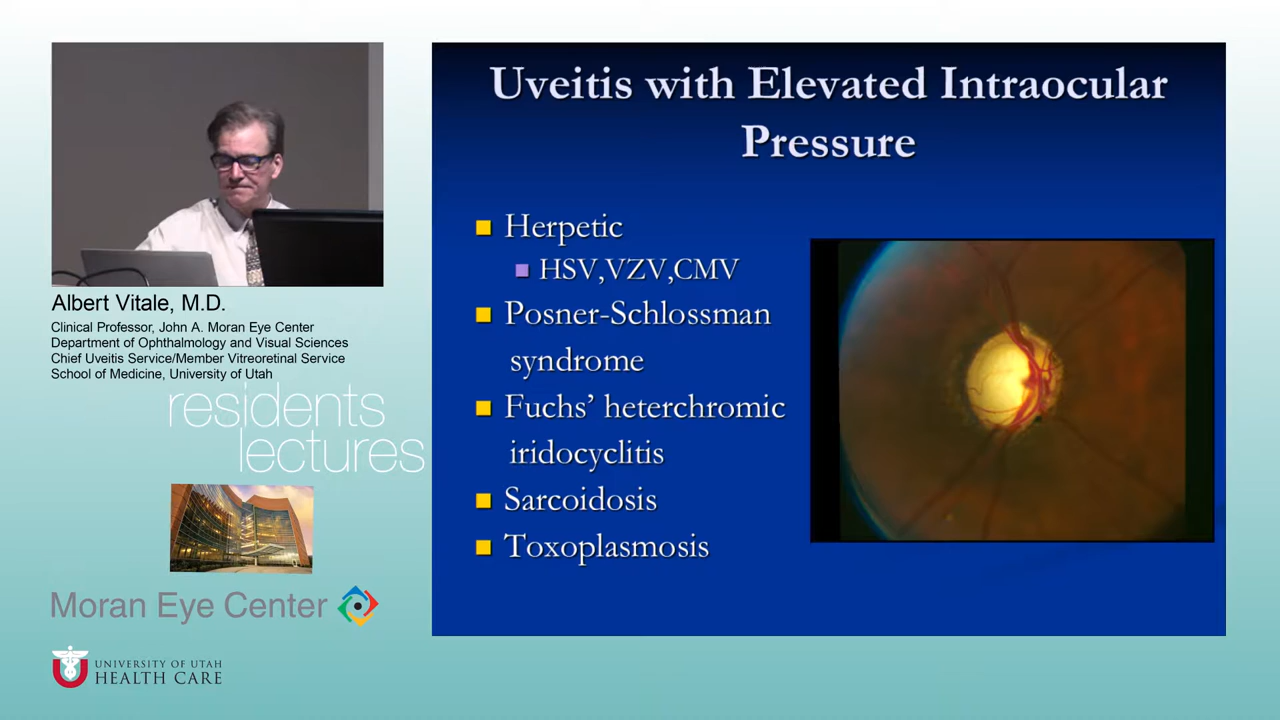 Uveitis with Elevated Intraocular
Pressure
Herpetic
HSV,VZV,CMV
Posner-Schlossman
syndrome
Fuchs' heterchromic
iridocyclitis
Sarcoidosis
Toxoplasmosis
Albert Vitale, M.D.
Clinical Professor, John A. Moran Eye Center
Department of Ophthalmology and Visual Sciences
Chief Uveitis Service/Member Vitreoretinal Service
School of Medicine, University of Utah
residents
lectures
Moran Eye Center
UNIVERSITY OF UTAH
HEALTH CARE